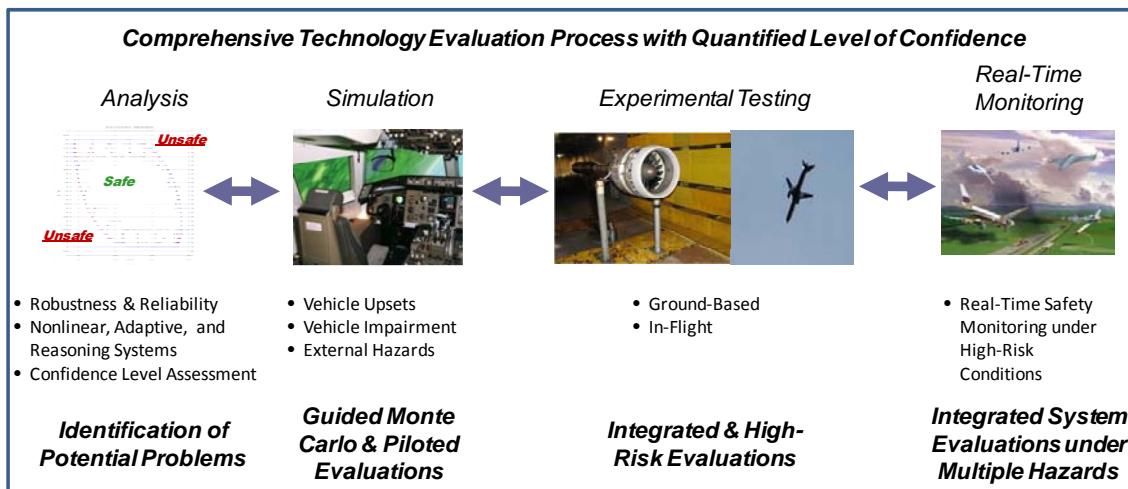 Comprehensive Technology Evaluation Process with Quantified Level of Confidence
Analysis
Unsafe
Safe
Unsafe
• Robustness & Reliability
• Nonlinear, Adaptive, and
Reasoning Systems
• Confidence Level Assessment
Identification of
Potential Problems
Simulation
• Vehicle Upsets
• Vehicle Impairment
• External Hazards
Guided Monte
Carlo & Piloted
Evaluations
Experimental Testing
• Ground-Based
• In-Flight
Integrated & High-
Risk Evaluations
Real-Time
Monitoring
• Real-Time Safety
Monitoring under
High-Risk
Conditions
Integrated System
Evaluations under
Multiple Hazards